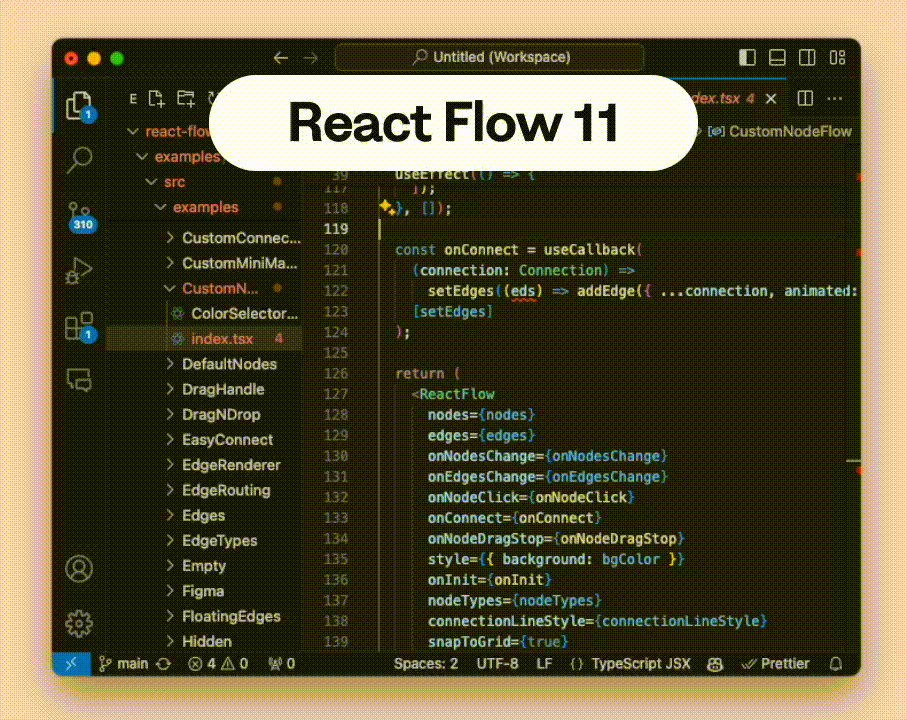 Untitled (Workspace)
React Flow 11
E
dex.tsx 4
react-flow
CustomNodeFlow
examples
src
examples
CustomConnec...
CustomMiniMa...
CustomN...
ColorSelector...
index.tsx 4
DefaultNodes
DragHandle
DragNDrop
EasyConnect
EdgeRenderer
EdgeRouting
Edges
EdgeTypes
Empty
Figma
FloatingEdges
Hidden
1
310
1
39 useEffect(() => {
117 ]);
118 }, []);
119
120 const onConnect = useCallback(
121 (connection: Connection) =>
122 setEdges((eds) => addEdge({ ...connection, animated:
123 [setEdges]
124 );
125
126 return (
127 <ReactFlow
128 nodes={nodes}
129 edges={edges}
130 onNodesChange={onNodesChange}
131 onEdgesChange={onEdgesChange}
132 onNodeClick={onNodeClick}
133 onConnect={onConnect}
134 onNodeDragStop={onNodeDragStop}
135 style={{ background: bgColor }}
136 onInit={onInit}
137 nodeTypes={nodeTypes}
138 connectionLineStyle={connectionLineStyle}
139 snapToGrid={true}
main 4 0 0 Spaces: 2 UTF-8 LF {} TypeScript JSX Prettier